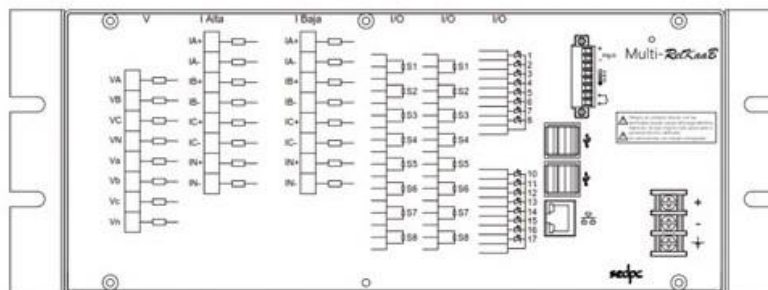 V I Alta I Baja I/O I/O I/O
VA
VB
VC
VN
Va
Vb
Vc
Vn
IA+
IA-
IB+
IB-
IC+
IC-
IN+
IN-
IA+
IA-
IB+
IB-
IC+
IC-
IN+
IN-
S1
S2
S3
S4
S5
S6
S7
S8
S1
S2
S3
S4
S5
S6
S7
S8
1
2
3
4
5
6
7
8
10
11
12
13
14
15
16
17
Multi-RelKaaB
+
-
sedpc